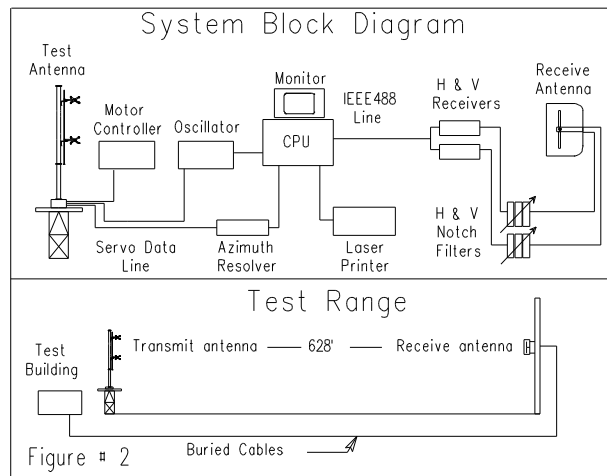 System Block Diagram
Test
Antenna
Motor
Controller
Oscillator
Monitor
CPU
IEEE488
Line
H & V
Receivers
Receive
Antenna
Servo Data
Line
Azimuth
Resolver
Laser
Printer
H & V
Notch
Filters
Test Range
Test
Building
Transmit antenna
628'
Receive antenna
Buried Cables
Figure # 2